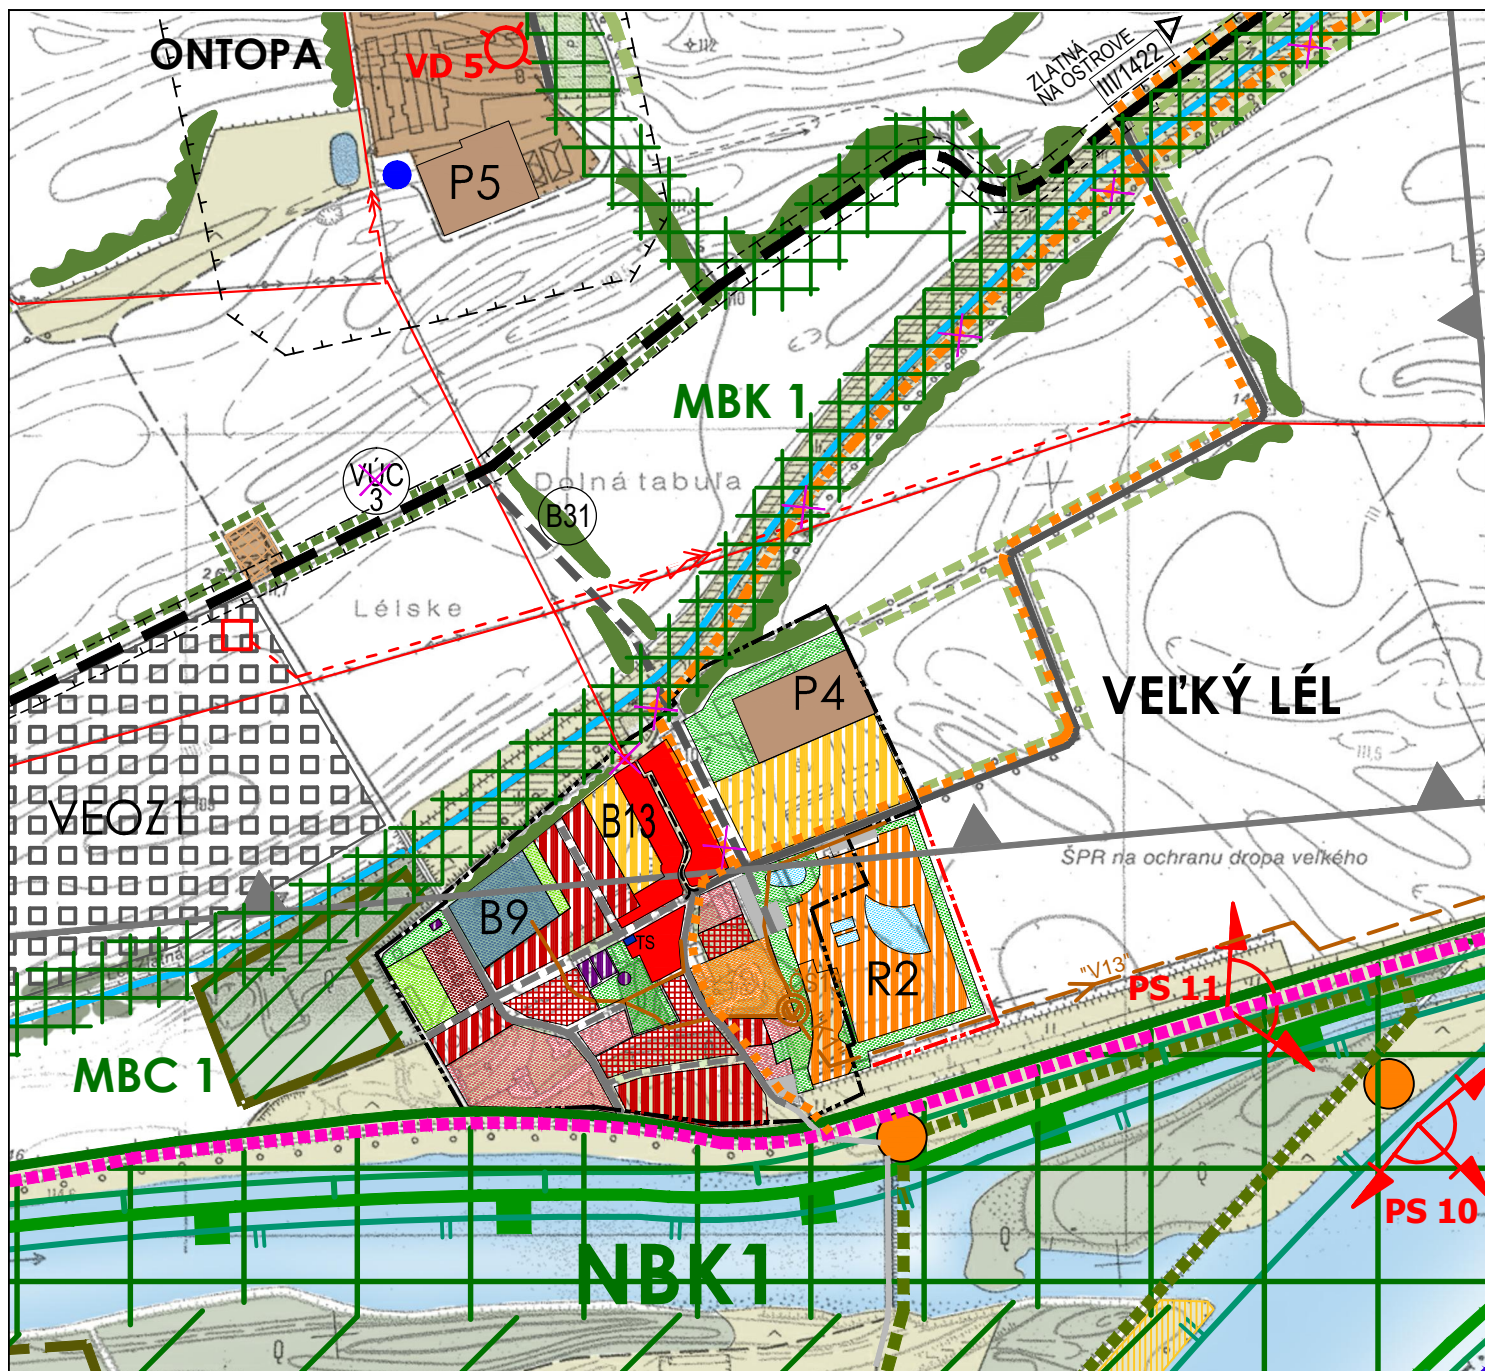 ONTOPA
VD 5
P5
ZLATNÁ
NA OSTROVE
III/1422
MBK 1
VÚC
3
Dolná tabuľa
B31
Lélske
P4
VEĽKÝ LÉL
VEOZ1
B13
ŠPR na ochranu dropa veľkého
B9
TS
R2
"V13"
PS 11
MBC 1
PS 10
NBK1